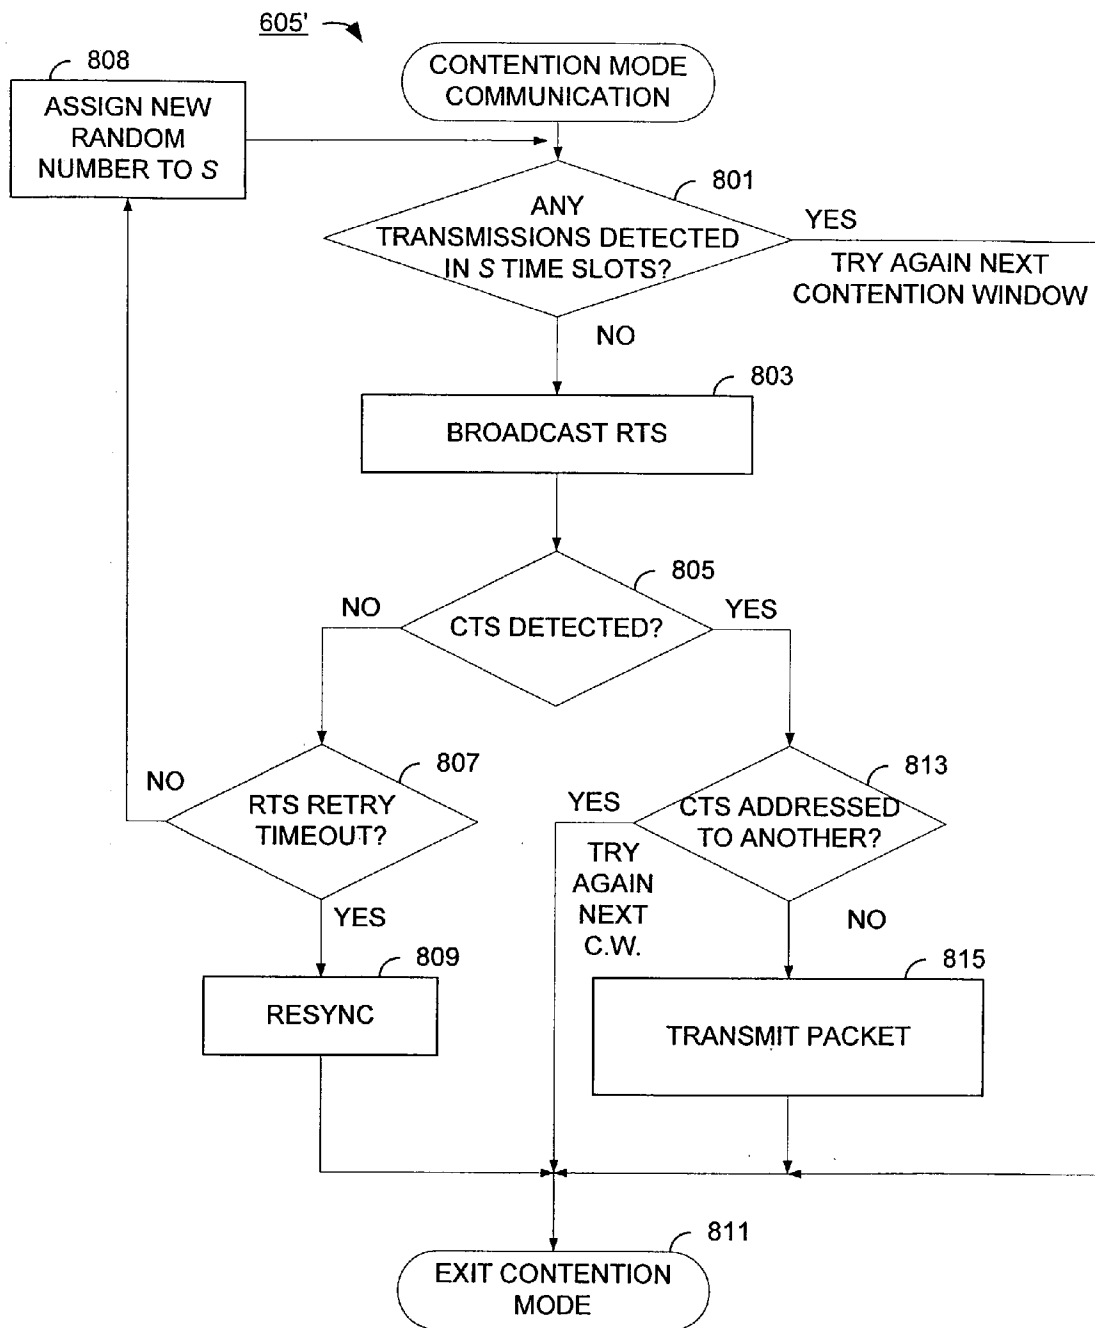 605'
808
ASSIGN NEW
RANDOM
NUMBER TO S
CONTENTION MODE
COMMUNICATION
801
ANY
TRANSMISSIONS DETECTED
IN S TIME SLOTS?
YES
TRY AGAIN NEXT
CONTENTION WINDOW
NO
803
BROADCAST RTS
805
CTS DETECTED?
NO
YES
807
RTS RETRY
TIMEOUT?
NO
YES
813
CTS ADDRESSED
TO ANOTHER?
YES
TRY
AGAIN
NEXT
C.W.
NO
809
RESYNC
815
TRANSMIT PACKET
811
EXIT CONTENTION
MODE